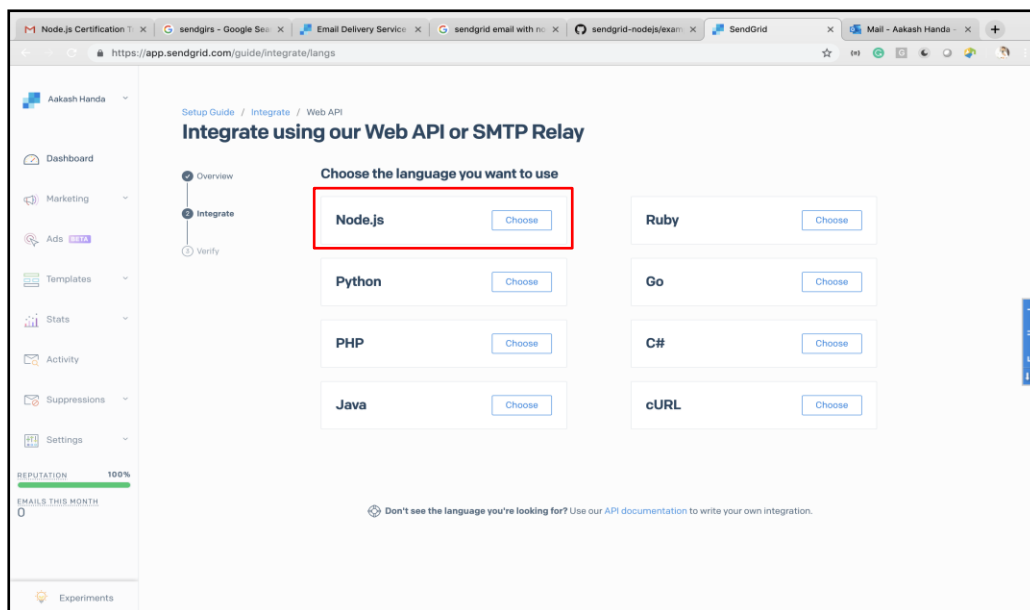 Node.js Certification T
sendgirs - Google Sea
Email Delivery Service
sendgrid email with no
sendgrid-nodejs/exam
SendGrid
Mail - Aakash Handa -
https://app.sendgrid.com/guide/integrate/langs
Aakash Handa
Dashboard
Marketing
Ads BETA
Templates
Stats
Activity
Suppressions
Settings
REPUTATION 100%
EMAILS THIS MONTH
0
Experiments
Setup Guide / Integrate / Web API
Integrate using our Web API or SMTP Relay
Overview
2 Integrate
3 Verify
Choose the language you want to use
Node.js Choose
Ruby Choose
Python Choose
Go Choose
PHP Choose
C# Choose
Java Choose
cURL Choose
Don't see the language you're looking for? Use our API documentation to write your own integration.